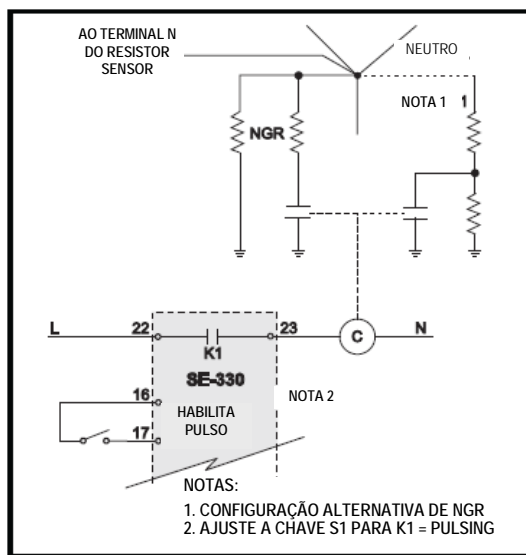 AO TERMINAL N
DO RESISTOR
SENSOR
NEUTRO
NOTA 1 1
NGR
L
22
23
C
N
K1
SE-330
16
NOTA 2
HABILITA
PULSO
17
NOTAS:
1. CONFIGURAÇÃO ALTERNATIVA DE NGR
2. AJUSTE A CHAVE S1 PARA K1 = PULSING